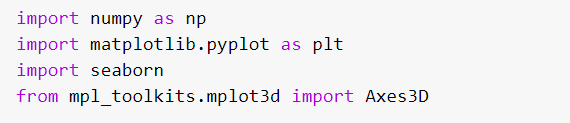 import numpy as np
import matplotlib.pyplot as plt
import seaborn
from mpl_toolkits.mplot3d import Axes3D